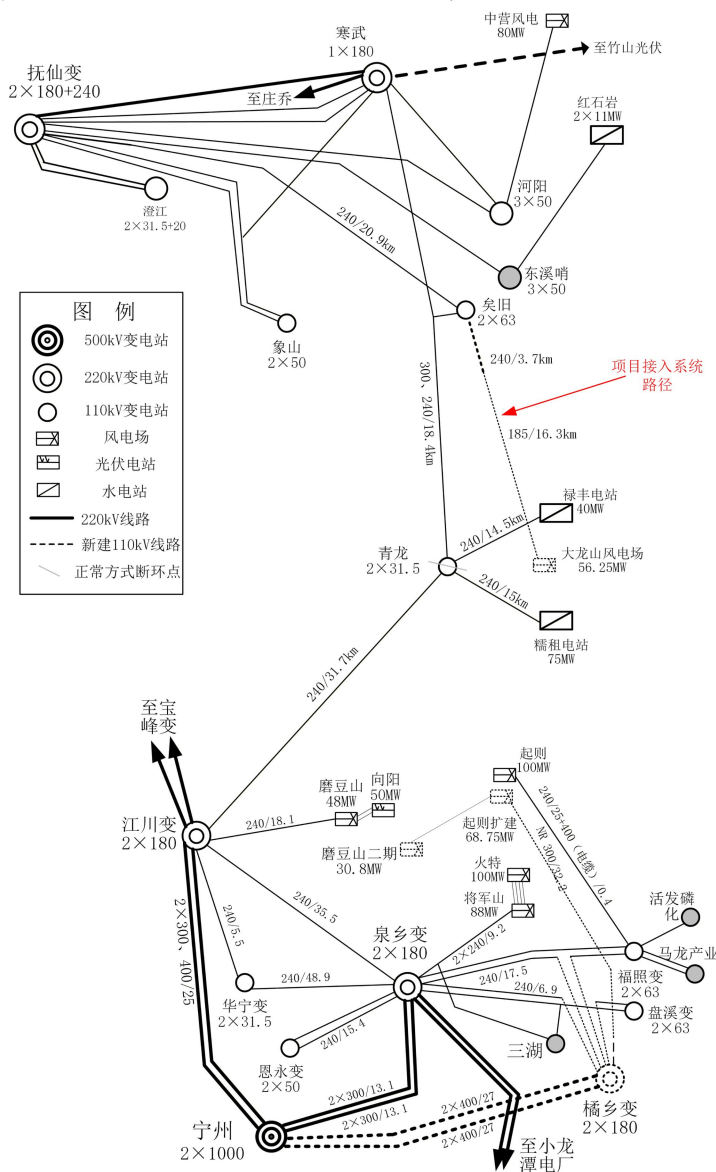 中营风电
80MW
寒武
1×180
至竹山光伏
抚仙变
2×180+240
至庄乔
红石岩
2×11MW
澄江
2×31.5+20
河阳
3×50
240/20.9km
东溪哨
3×50
矣旧
2×63
象山
2×50
图 例
500kV变电站
220kV变电站
110kV变电站
风电场
光伏电站
水电站
220kV线路
新建110kV线路
正常方式断环点
240/3.7km
项目接入系统
路径
300、240/18.4km
185/16.3km
禄丰电站
40MW
240/14.5km
青龙
2×31.5
大龙山风电场
56.25MW
240/15km
糯租电站
75MW
240/31.7km
至宝
峰变
起则
100MW
磨豆山
48MW
向阳
50MW
江川变
2×180
240/18.1
起则扩建
68.75MW
240/25+400（电缆）/0.4
NR 300/32.2
磨豆山二期
30.8MW
火特
100MW
将军山
88MW
活发磷
化
240/35.5
240/5.5
2×300、400/25
泉乡变
2×180
2×240/9.2
马龙产业
福照变
2×63
240/17.5
240/48.9
240/6.9
华宁变
2×31.5
盘溪变
2×63
240/15.4
恩永变
2×50
三湖
2×300/13.1
2×300/13.1
2×400/27
2×400/27
橘乡变
2×180
宁州
2×1000
至小龙
潭电厂